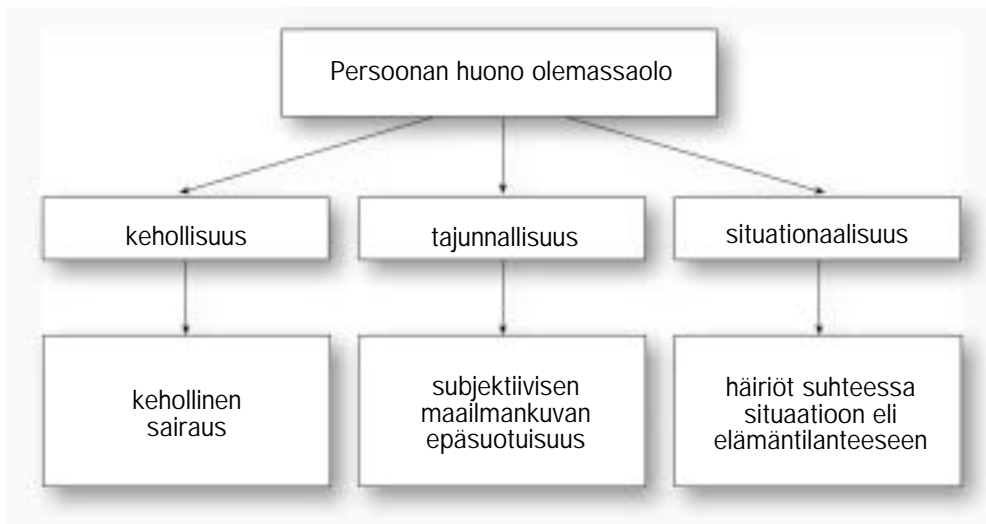 Persoonan huono olemassaolo
kehollisuus
tajunnallisuus
situationaalisuus
kehollinen
sairaus
subjektiivisen
maailmankuvan
epäsuotuisuus
häiriöt suhteessa
situaatioon eli
elämäntilanteeseen